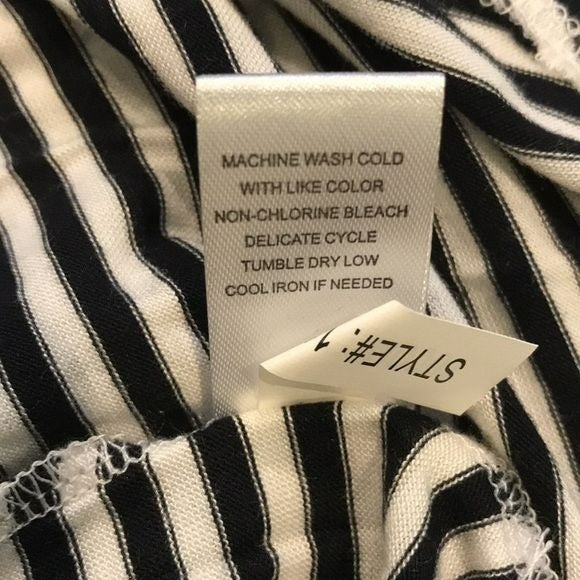 MACHINE WASH COLD
WITH LIKE COLOR
NON-CHLORINE BLEACH
DELICATE CYCLE
TUMBLE DRY LOW
COOL IRON IF NEEDED
STYLE#: 1